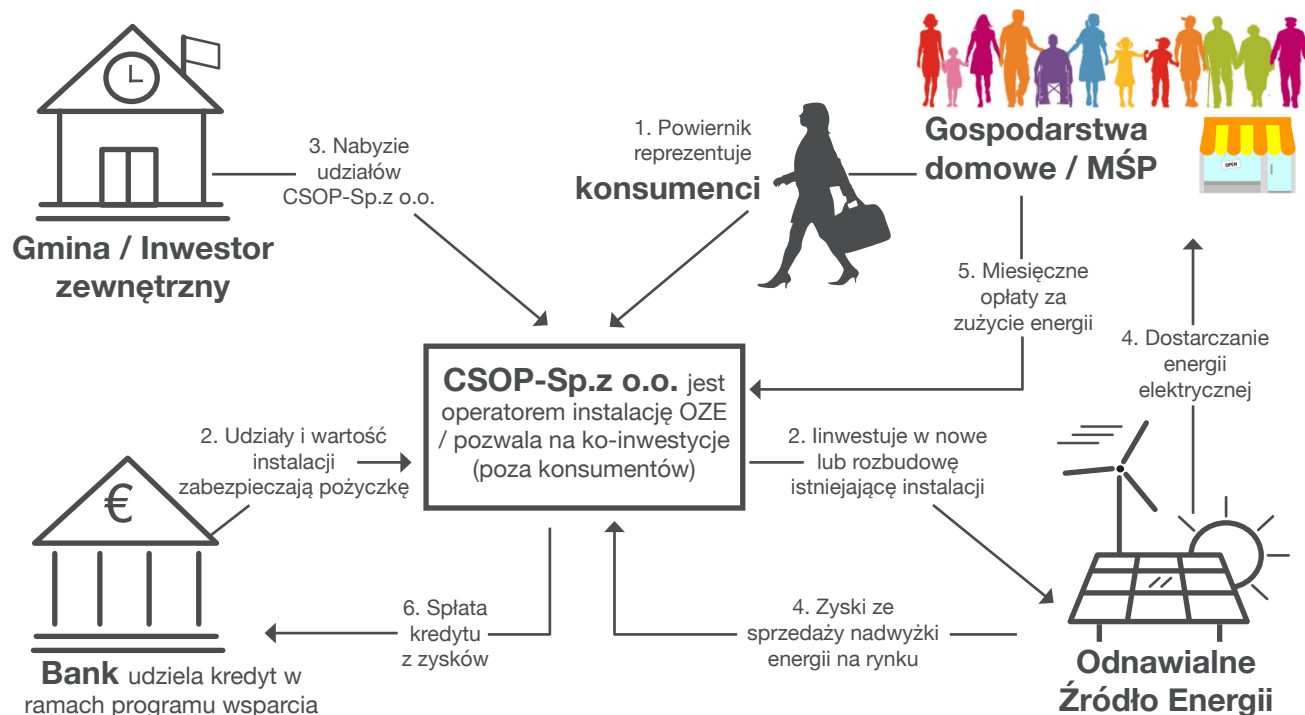 3. Nabyzie
udziałów
CSOP-Sp.z o.o.
Gmina / Inwestor
zewnętrzny
1. Powiernik
reprezentuje
konsumenci
Gospodarstwa
domowe / MŚP
OPEN
5. Miesięczne
opłaty za
zużycie energii
4. Dostarczanie
energii
elektrycznej
CSOP-Sp.z o.o. jest
operatorem instalację OZE
/ pozwala na ko-inwestycje
(poza konsumentów)
2. Udziały i wartość
instalacji
zabezpieczają pożyczkę
2. Iinwestuje w nowe
lub rozbudowę
istniejającę instalacji
€
6. Spłata
kredytu
z zysków
4. Zyski ze
sprzedaży nadwyżki
energii na rynku
Bank udziela kredyt w
ramach programu wsparcia
Odnawialne
Źródło Energii